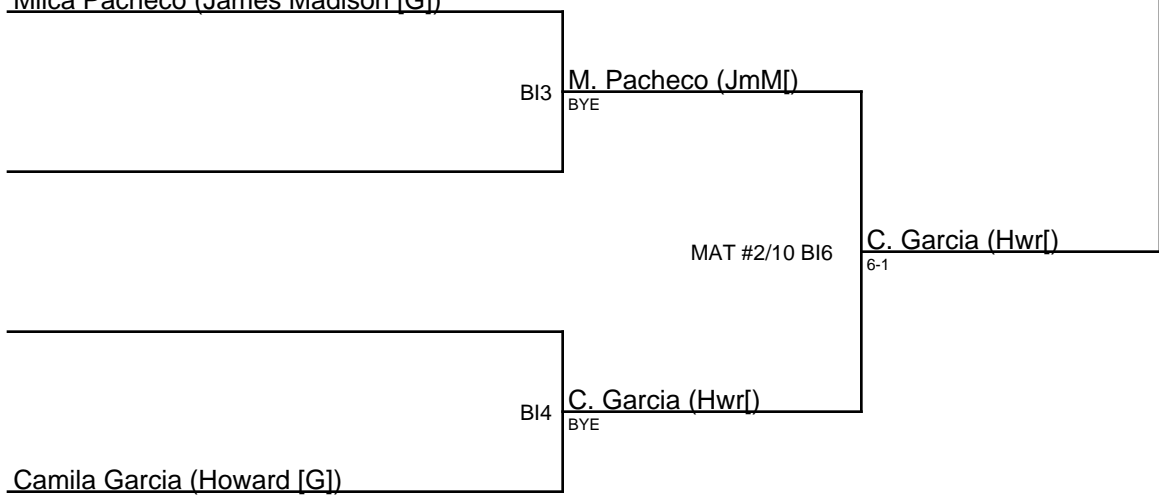 Milca Pacheco (James Madison [G])
BI3
M. Pacheco (JmM[)
BYE
MAT #2/10 BI6
C. Garcia (Hwr[)
6-1
BI4
C. Garcia (Hwr[)
BYE
Camila Garcia (Howard [G])